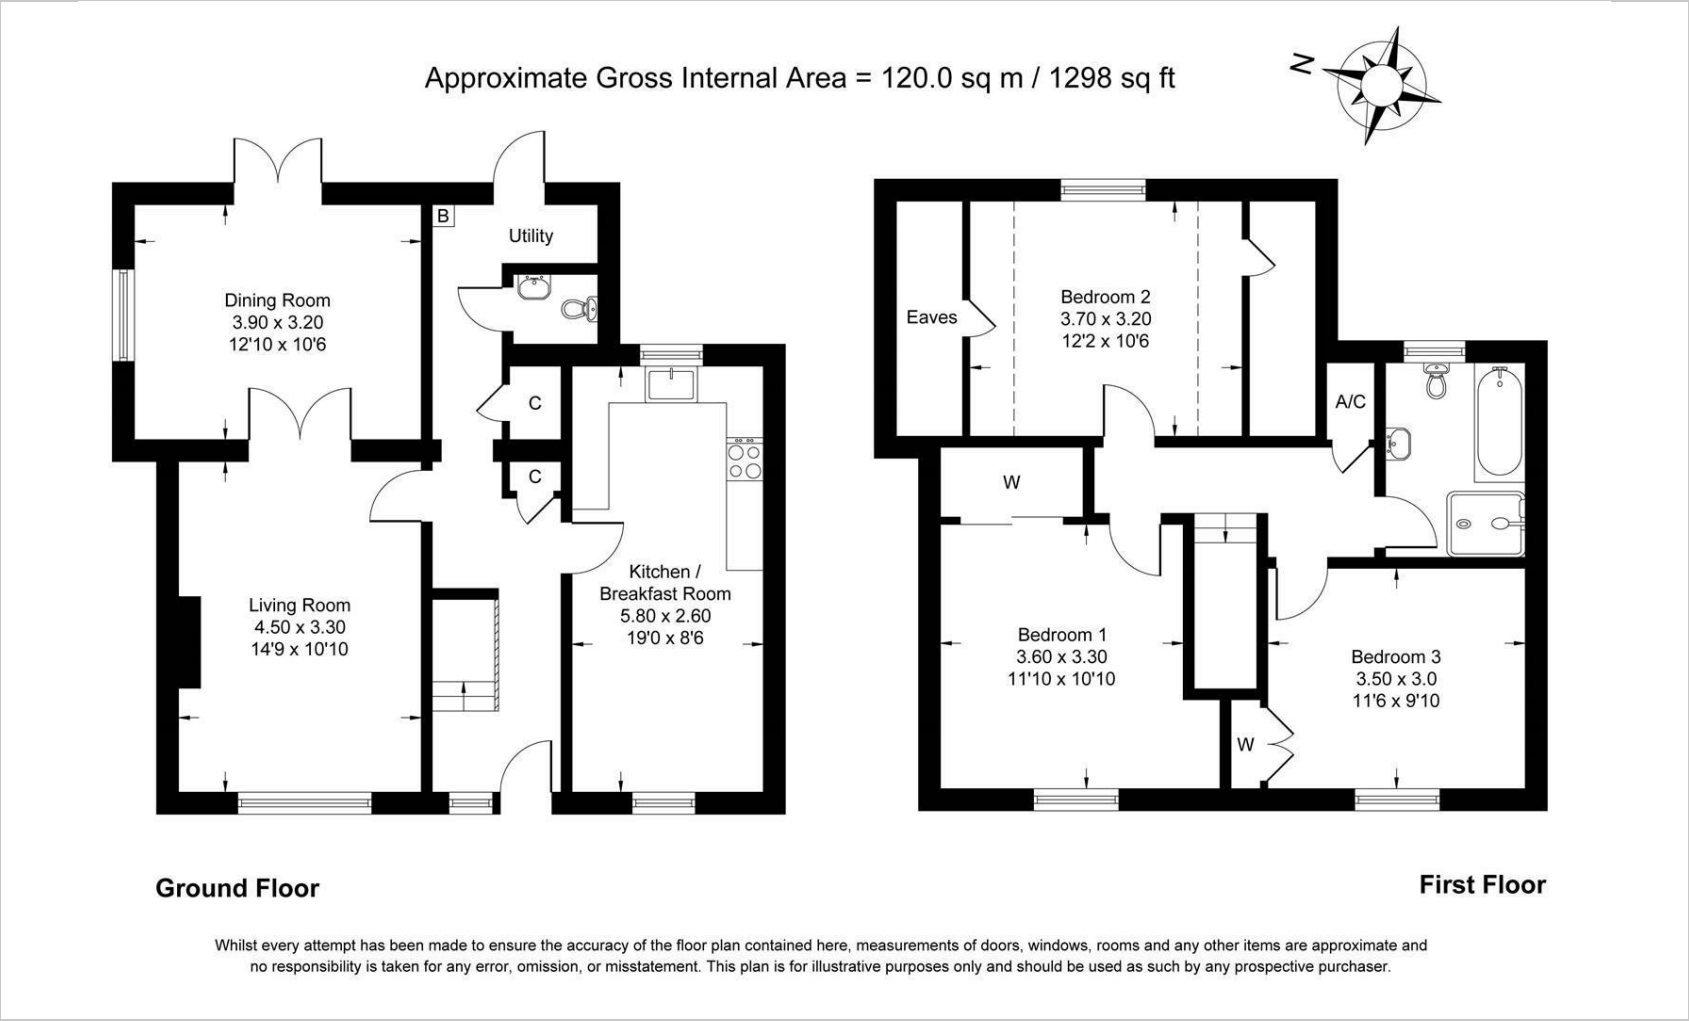 Approximate Gross Internal Area = 120.0 sq m / 1298 sq ft
N
B
Utility
Dining Room
3.90 x 3.20
12'10 x 10'6
C
C
Living Room
4.50 x 3.30
14'9 x 10'10
Kitchen /
Breakfast Room
5.80 x 2.60
19'0 x 8'6
Ground Floor
Eaves
Bedroom 2
3.70 x 3.20
12'2 x 10'6
A/C
W
Bedroom 1
3.60 x 3.30
11'10 x 10'10
Bedroom 3
3.50 x 3.0
11'6 x 9'10
W
First Floor
Whilst every attempt has been made to ensure the accuracy of the floor plan contained here, measurements of doors, windows, rooms and any other items are approximate and
no responsibility is taken for any error, omission, or misstatement. This plan is for illustrative purposes only and should be used as such by any prospective purchaser.